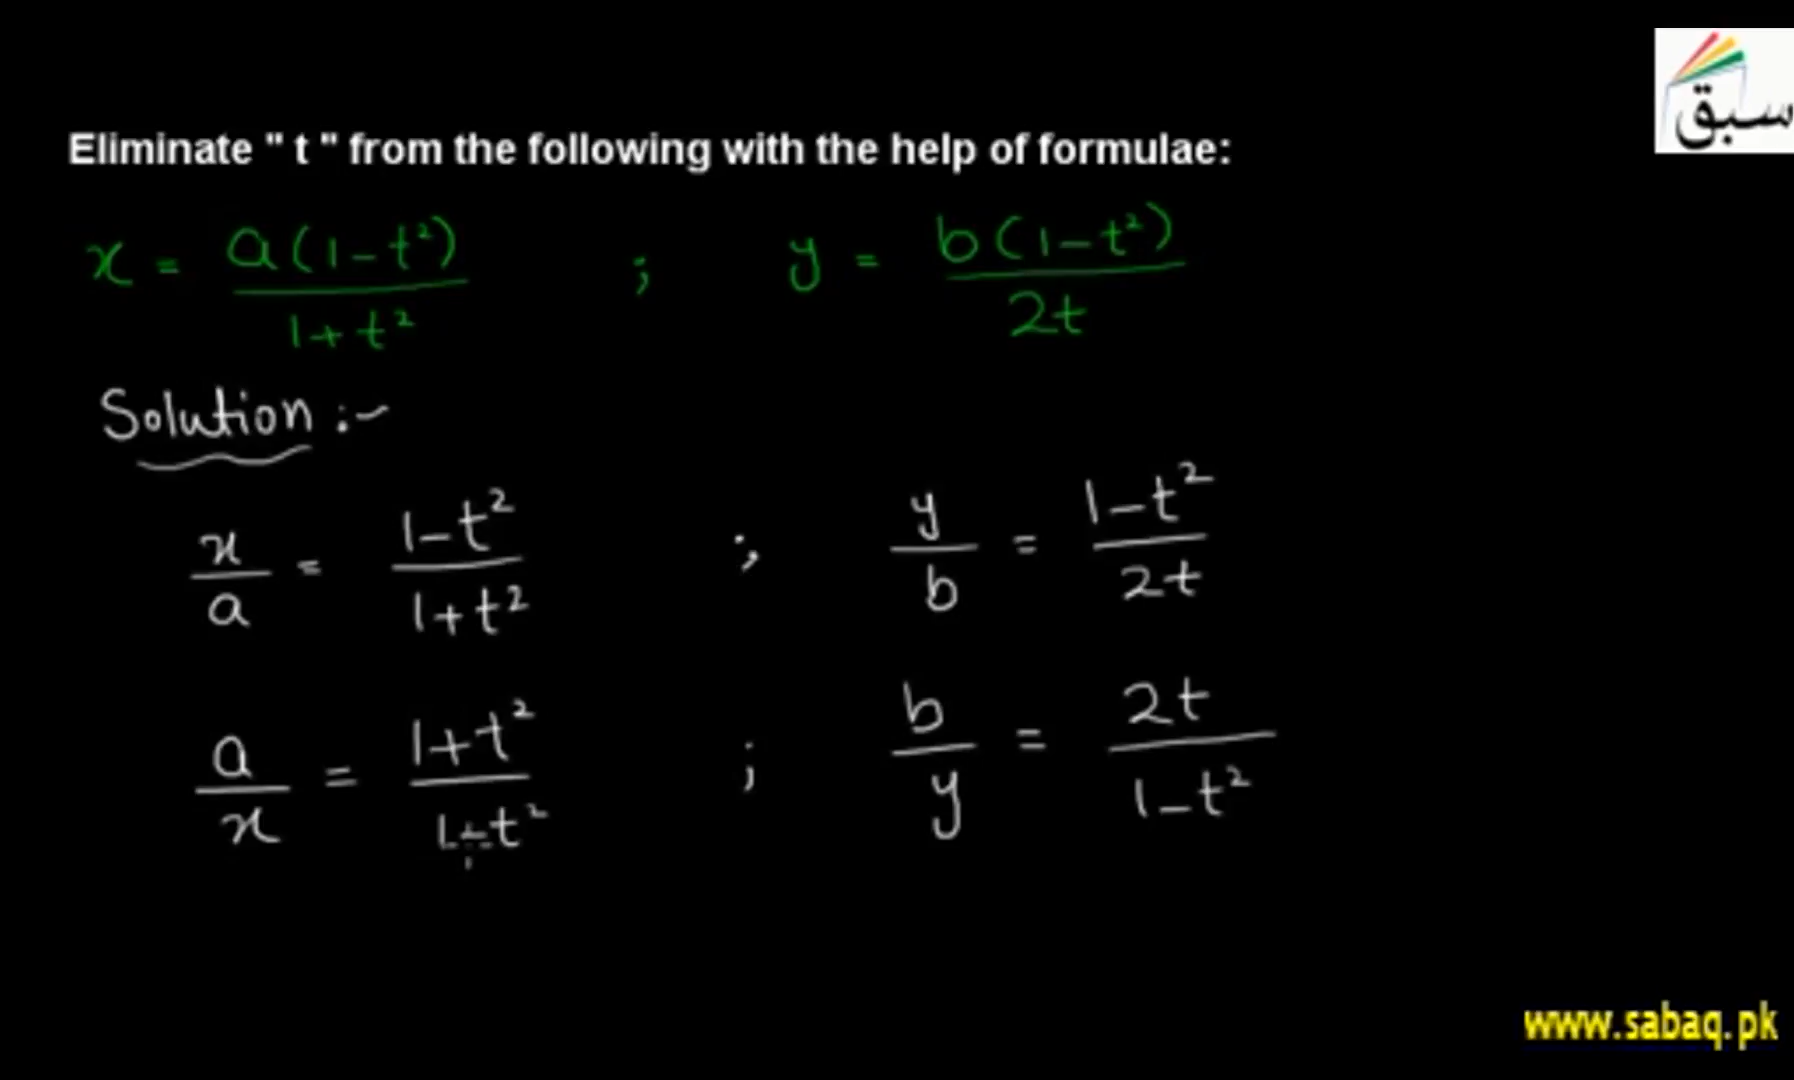 سبق
Eliminate " t " from the following with the help of formulae:
x = a(1-t²)/1+t² ; y = b(1-t²)/2t
Solution :-
x/a = 1-t²/1+t² ; y/b = 1-t²/2t
a/x = 1+t²/1-t² ; b/y = 2t/1-t²
www.sabaq.pk